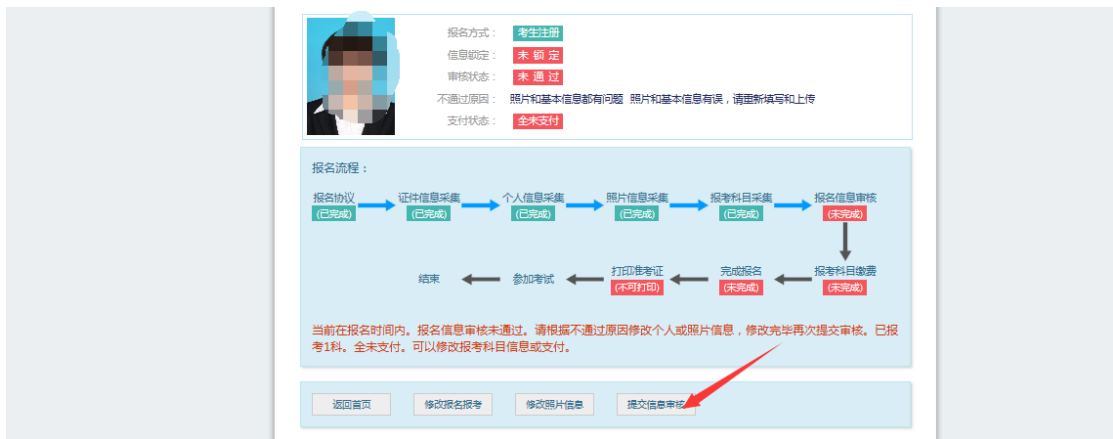 报名方式： 考生注册
信息锁定： 未 锁 定
审核状态： 未 通 过
不通过原因： 照片和基本信息都有问题 照片和基本信息有误，请重新填写和上传
支付状态： 全未支付
报名流程：
报名协议 证件信息采集 个人信息采集 照片信息采集 报考科目采集 报名信息审核
(已完成) (已完成) (已完成) (已完成) (已完成) (未完成)
结束 参加考试 打印准考证 完成报名 报考科目缴费
(不可打印) (未完成) (未完成)
当前在报名时间内。报名信息审核未通过。请根据不通过原因修改个人或照片信息，修改完毕再次提交审核。已报
考1科。全未支付。可以修改报考科目信息或支付。
返回首页 修改报名报考 修改照片信息 提交信息审核